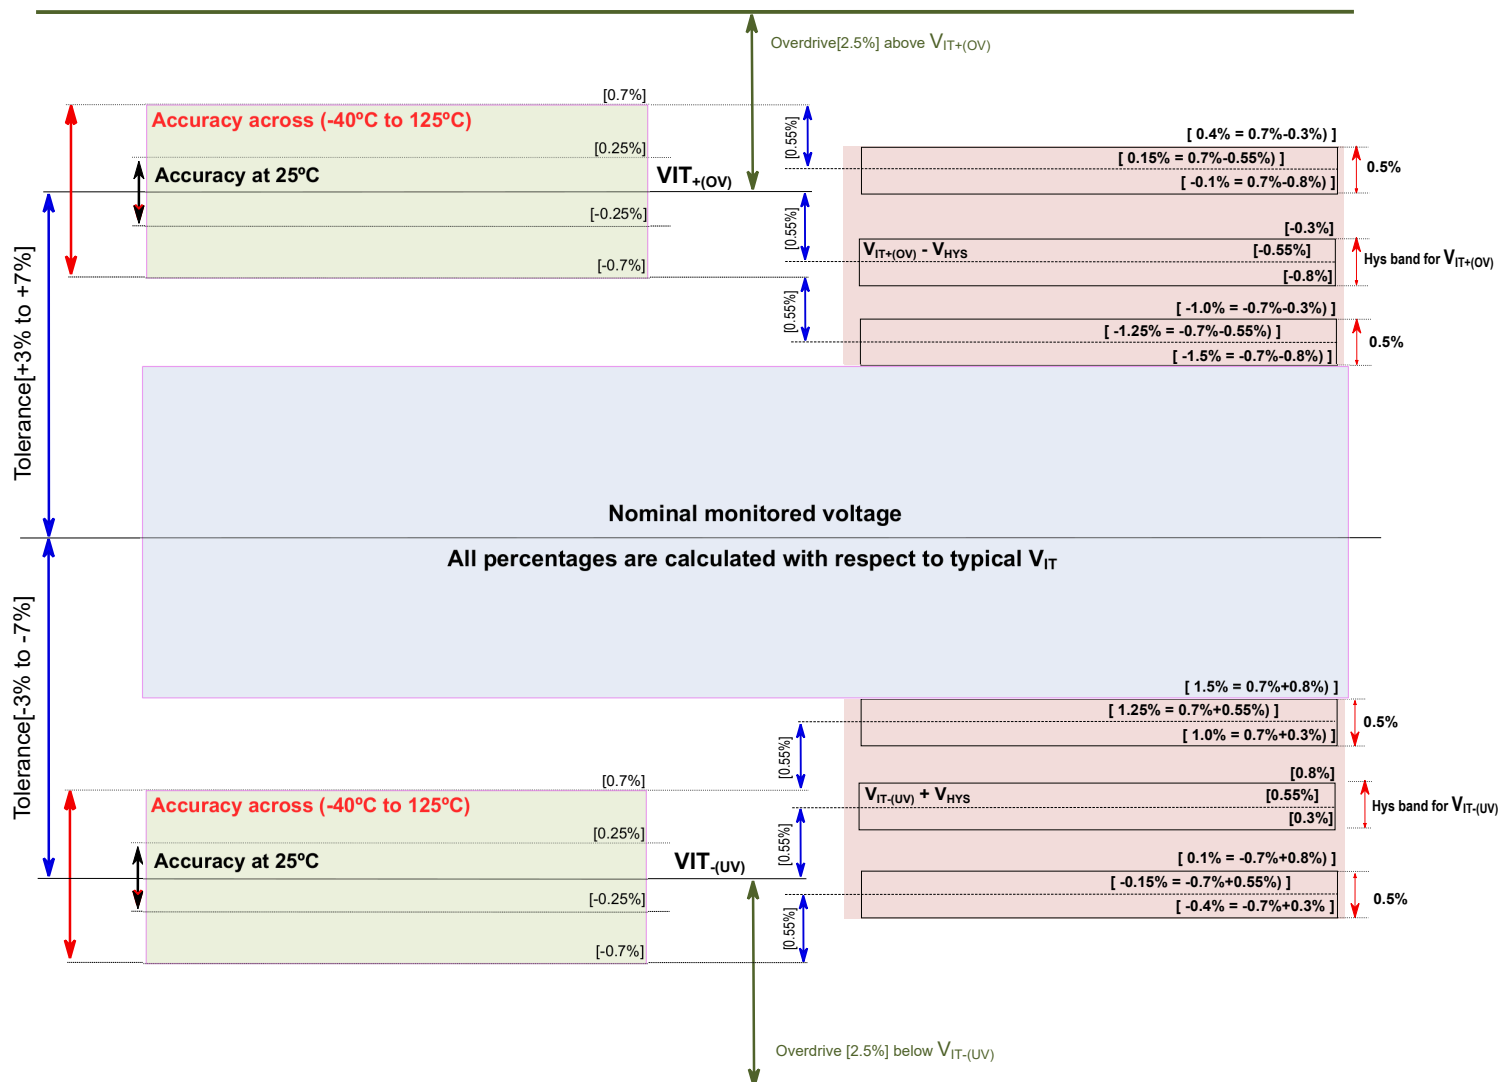 Overdrive[2.5%] above VIT+(OV)
[0.7%]
Accuracy across (-40ºC to 125ºC)
[0.25%]
Accuracy at 25ºC
VIT+(OV)
[-0.25%]
[-0.7%]
[0.55%]
[0.55%]
[0.55%]
[ 0.4% = 0.7%-0.3%) ]
[ 0.15% = 0.7%-0.55%) ]
[ -0.1% = 0.7%-0.8%) ]
0.5%
[-0.3%]
VIT+(OV) - VHYS
[-0.55%]
[-0.8%]
Hys band for VIT+(OV)
[ -1.0% = -0.7%-0.3%) ]
[ -1.25% = -0.7%-0.55%) ]
[ -1.5% = -0.7%-0.8%) ]
0.5%
Tolerance[+3% to +7%]
Nominal monitored voltage
All percentages are calculated with respect to typical VIT
Tolerance[-3% to -7%]
[ 1.5% = 0.7%+0.8%) ]
[ 1.25% = 0.7%+0.55%) ]
[ 1.0% = 0.7%+0.3%) ]
0.5%
[0.8%]
VIT-(UV) + VHYS
[0.55%]
[0.3%]
Hys band for VIT-(UV)
[ 0.1% = -0.7%+0.8%) ]
[ -0.15% = -0.7%+0.55%) ]
[ -0.4% = -0.7%+0.3% ]
0.5%
[0.55%]
[0.55%]
[0.55%]
[0.7%]
Accuracy across (-40ºC to 125ºC)
[0.25%]
Accuracy at 25ºC
VIT-(UV)
[-0.25%]
[-0.7%]
Overdrive [2.5%] below VIT-(UV)